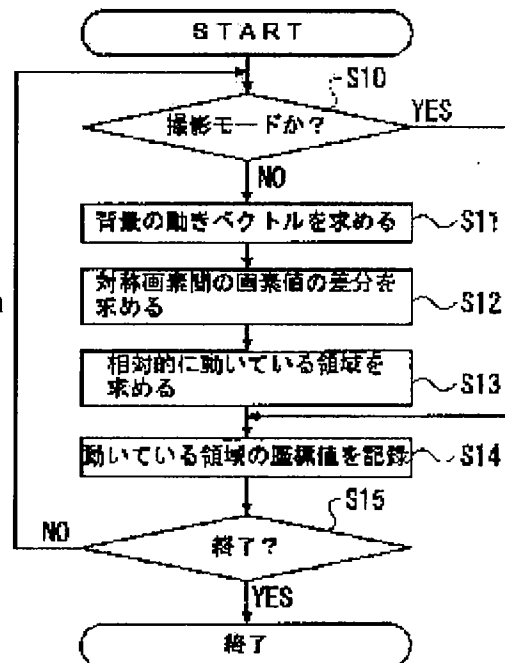 START
S10
撮影モードか?
YES
NO
背景の動きベクトルを求める
S11
対称画素間の画素値の差分を
求める
S12
相対的に動いている領域を
求める
S13
動いている領域の座標値を記録
S14
S15
NO
終了?
YES
終了